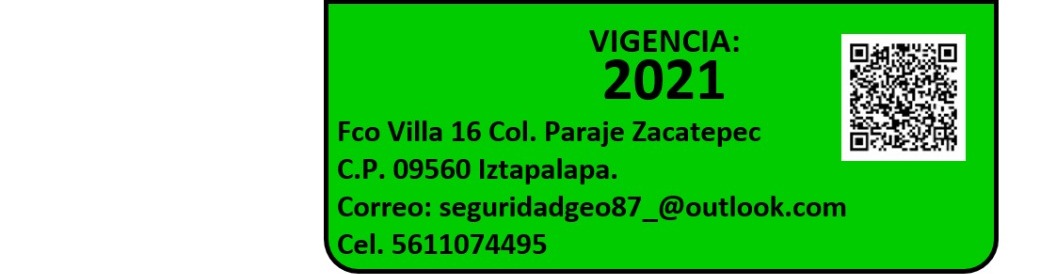 VIGENCIA:
2021
Fco Villa 16 Col. Paraje Zacatepec
C.P. 09560 Iztapalapa.
Correo: seguridadgeo87_@outlook.com
Cel. 5611074495